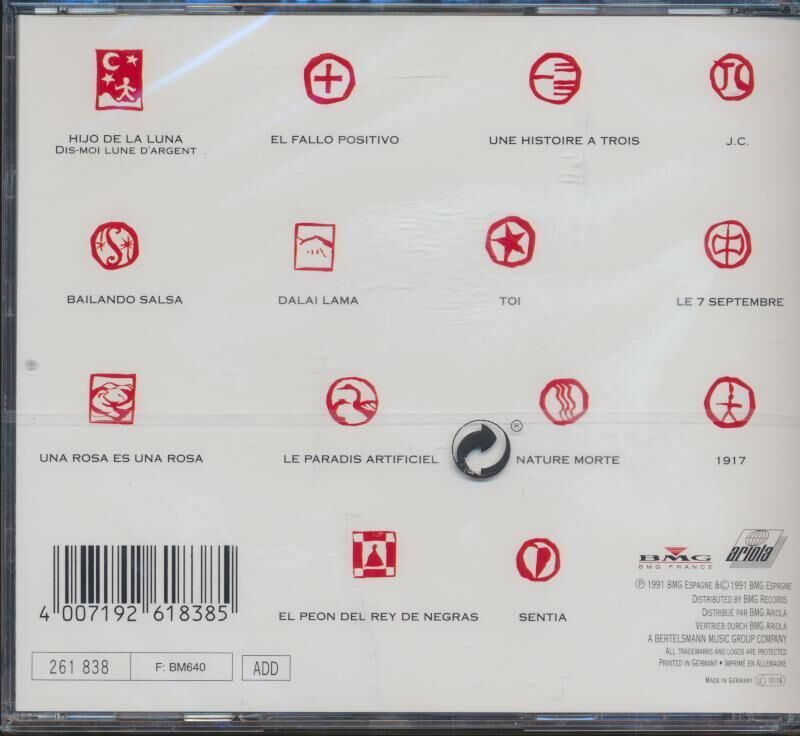 HIJO DE LA LUNA
DIS-MOI LUNE D'ARGENT
EL FALLO POSITIVO
UNE HISTOIRE A TROIS
JC
J.C.
BAILANDO SALSA
DALAI LAMA
TOI
LE 7 SEPTEMBRE
UNA ROSA ES UNA ROSA
LE PARADIS ARTIFICIEL
®
NATURE MORTE
1917
EL PEON DEL REY DE NEGRAS
SENTIA
4 007192 618385
261 838
F: BM640
ADD
BMG
BMG FRANCE
ariola
℗ 1991 BMG ESPAGNE &© 1991 BMG ESPAGNE
DISTRIBUTED BY BMG RECORDS
DISTRIBUÉ PAR BMG ARIOLA
VERTRIEB DURCH BMG ARIOLA
A BERTELSMANN MUSIC GROUP COMPANY
ALL TRADEMARKS AND LOGOS ARE PROTECTED
PRINTED IN GERMANY • IMPRIMÉ EN ALLEMAGNE
MADE IN GERMANY 0116